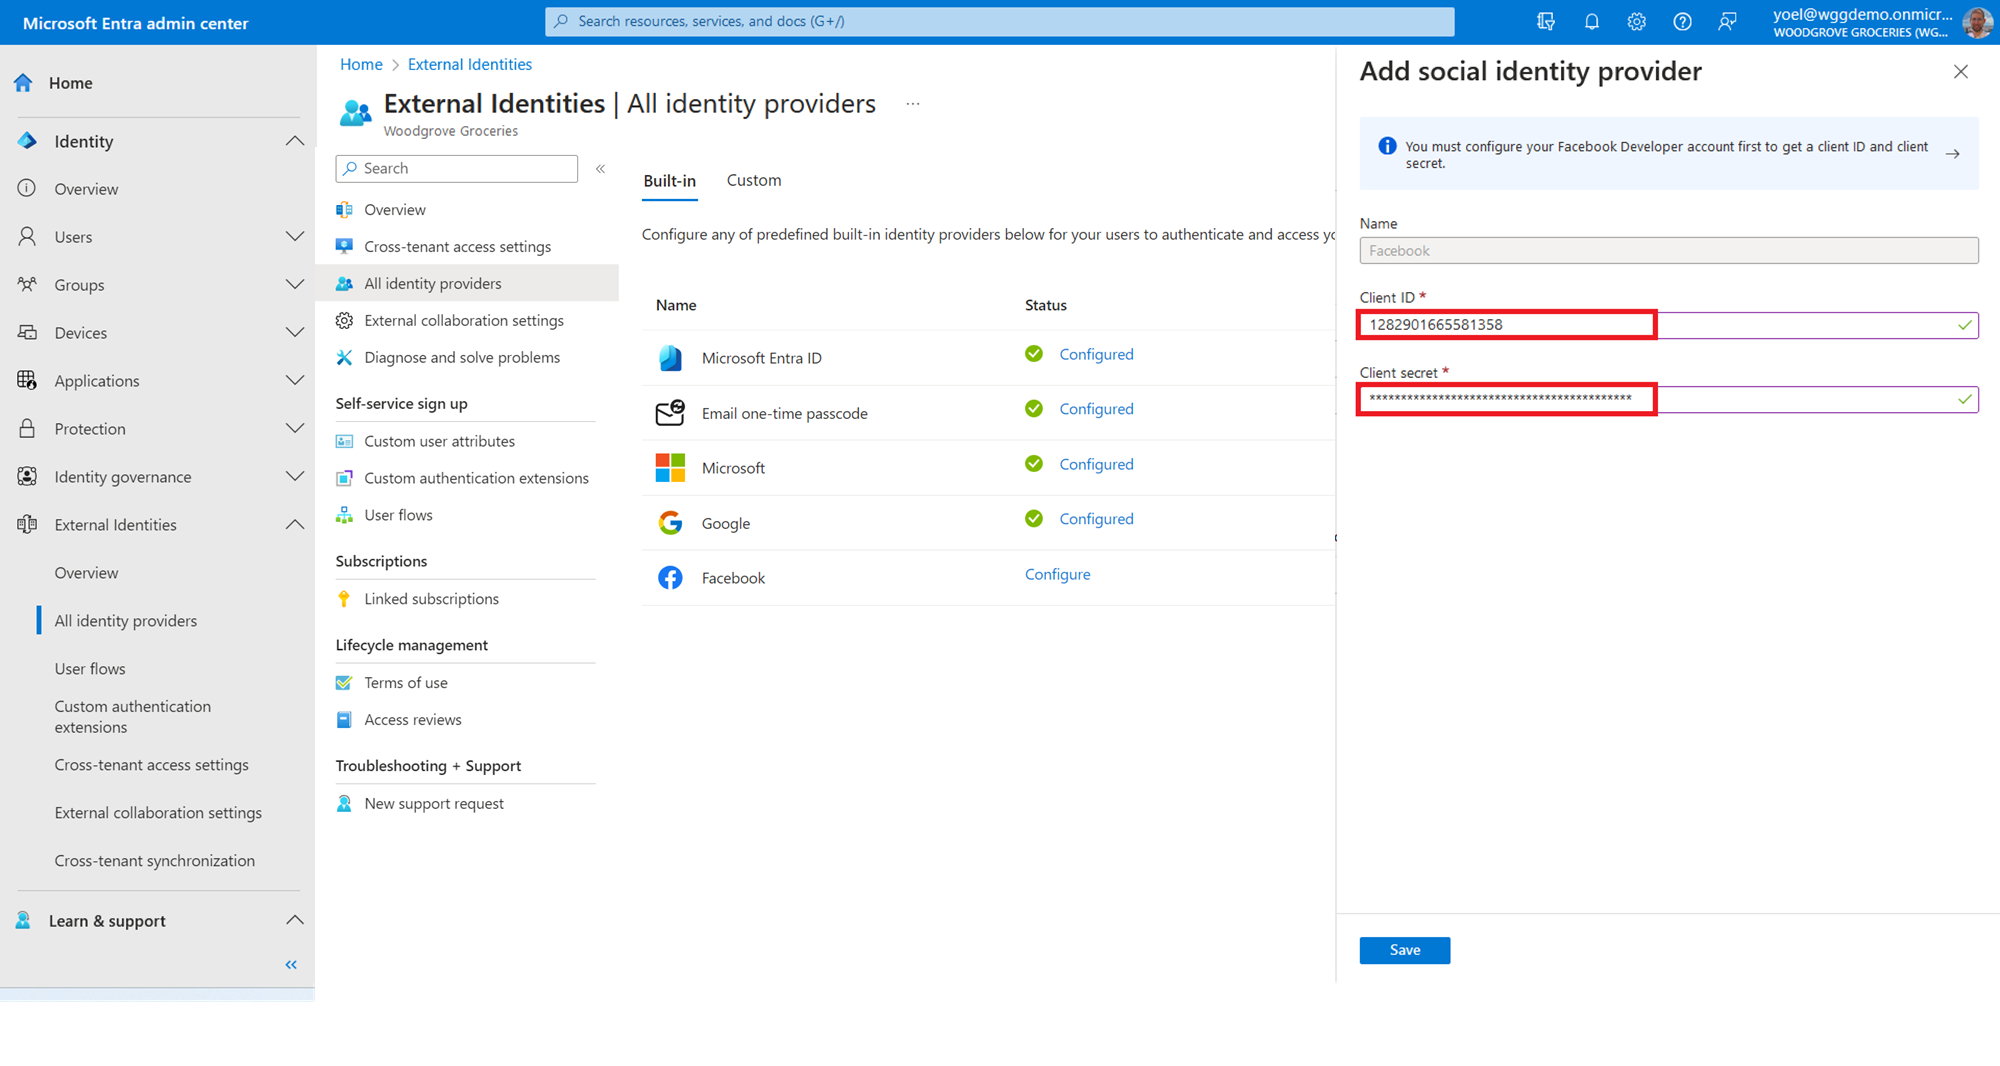 Microsoft Entra admin center
Search resources, services, and docs (G+/)
yoel@wggdemo.onmicr...
WOODGROVE GROCERIES (WG...
Home
Identity
Overview
Users
Groups
Devices
Applications
Protection
Identity governance
External Identities
Overview
All identity providers
User flows
Custom authentication
extensions
Cross-tenant access settings
External collaboration settings
Cross-tenant synchronization
Learn & support
Home > External Identities
External Identities | All identity providers ...
Woodgrove Groceries
Search
Overview
Cross-tenant access settings
All identity providers
External collaboration settings
Diagnose and solve problems
Self-service sign up
Custom user attributes
Custom authentication extensions
User flows
Subscriptions
Linked subscriptions
Lifecycle management
Terms of use
Access reviews
Troubleshooting + Support
New support request
Built-in Custom
Configure any of predefined built-in identity providers below for your users to authenticate and access
Name Status
Microsoft Entra ID Configured
Email one-time passcode Configured
Microsoft Configured
Google Configured
Facebook Configure
Add social identity provider
You must configure your Facebook Developer account first to get a client ID and client
secret.
Name
Facebook
Client ID *
1282901665581358
Client secret *
******************************************
Save